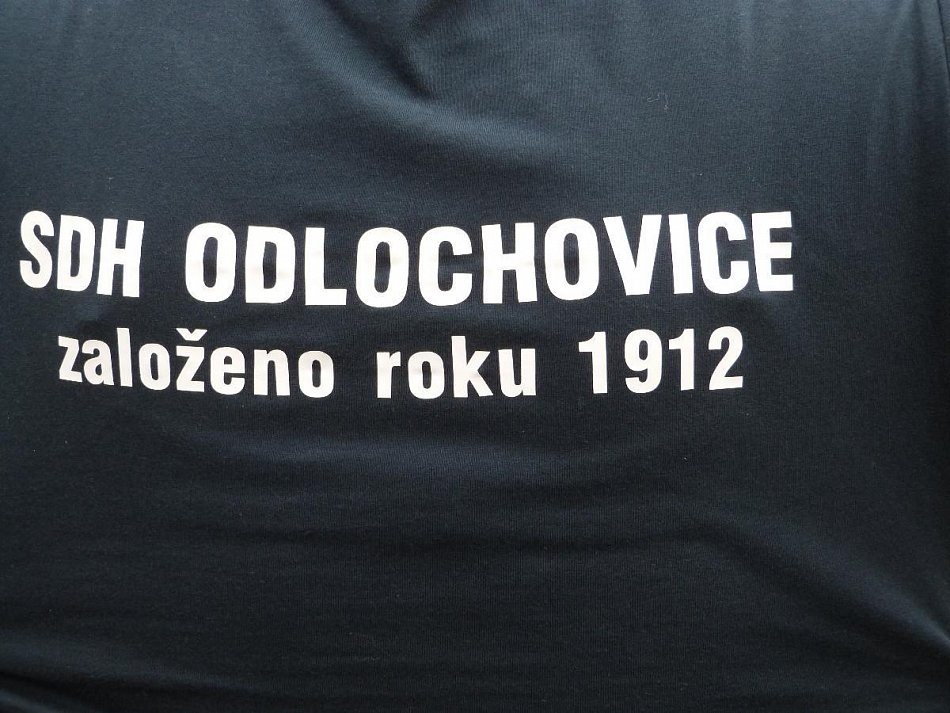 SDH ODLOCHOVICE
založeno roku 1912